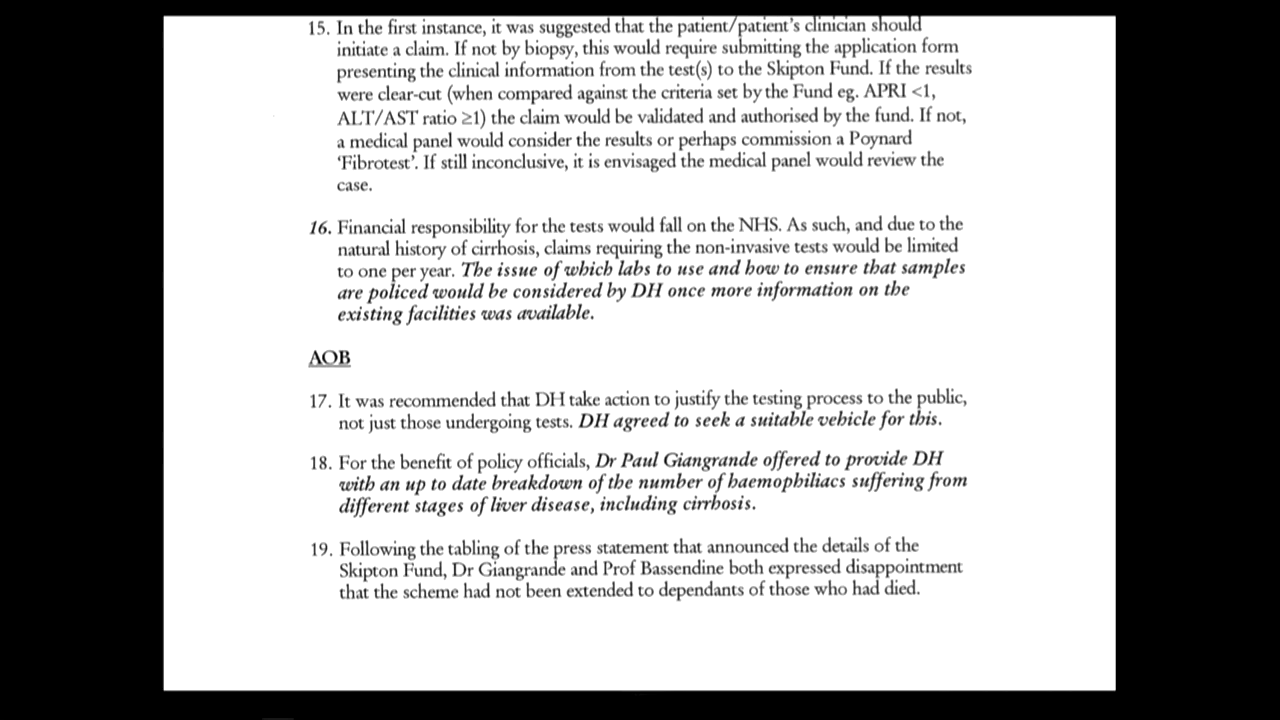 15. In the first instance, it was suggested that the patient/patient's clinician should
initiate a claim. If not by biopsy, this would require submitting the application form
presenting the clinical information from the test(s) to the Skipton Fund. If the results
were clear-cut (when compared against the criteria set by the Fund eg. APRI <1,
ALT/AST ratio ≥1) the claim would be validated and authorised by the fund. If not,
a medical panel would consider the results or perhaps commission a Poynard
‘Fibrotest’. If still inconclusive, it is envisaged the medical panel would review the
case.
16. Financial responsibility for the tests would fall on the NHS. As such, and due to the
natural history of cirrhosis, claims requiring the non-invasive tests would be limited
to one per year. The issue of which labs to use and how to ensure that samples
are policed would be considered by DH once more information on the
existing facilities was available.
AOB
17. It was recommended that DH take action to justify the testing process to the public,
not just those undergoing tests. DH agreed to seek a suitable vehicle for this.
18. For the benefit of policy officials, Dr Paul Giangrande offered to provide DH
with an up to date breakdown of the number of haemophiliacs suffering from
different stages of liver disease, including cirrhosis.
19. Following the tabling of the press statement that announced the details of the
Skipton Fund, Dr Giangrande and Prof Bassendine both expressed disappointment
that the scheme had not been extended to dependants of those who had died.